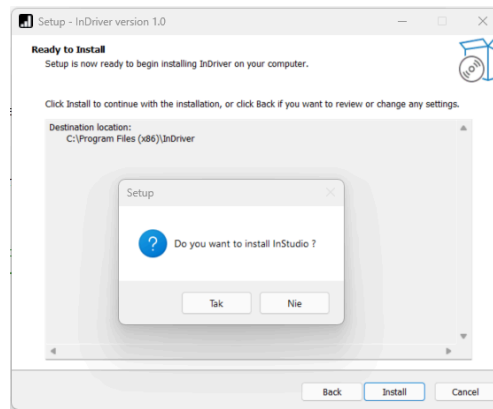 Setup - InDriver version 1.0
Ready to Install
Setup is now ready to begin installing InDriver on your computer.
Click Install to continue with the installation, or click Back if you want to review or change any settings.
Destination location:
C:\Program Files (x86)\InDriver
Setup
Do you want to install InStudio ?
Tak Nie
Back Install Cancel